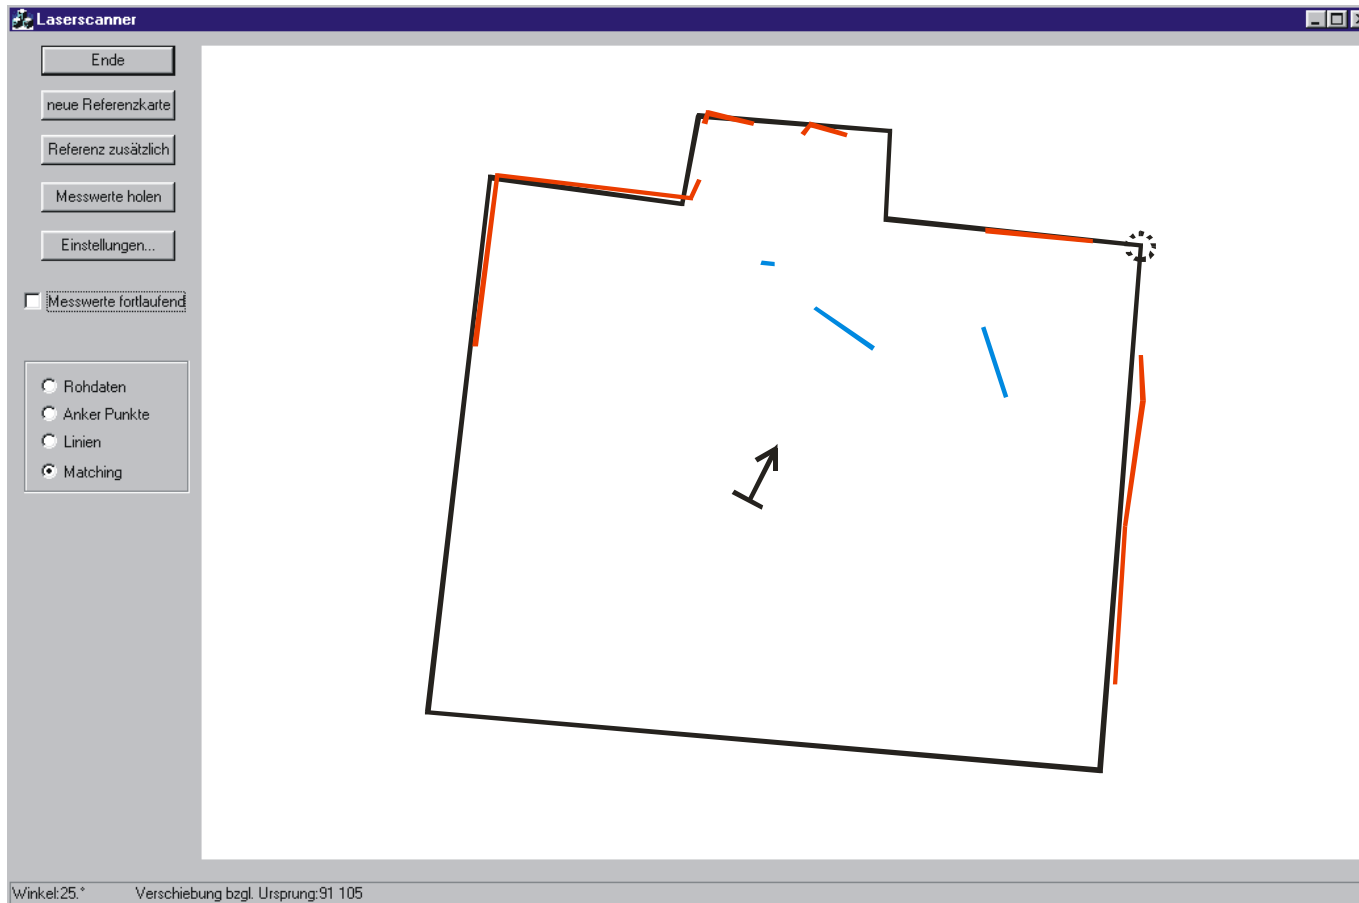 Laserscanner
Ende
neue Referenzkarte
Referenz zusätzlich
Messwerte holen
Einstellungen...
Messwerte fortlaufend
Rohdaten
Anker Punkte
Linien
Matching
Winkel:25.° Verschiebung bzgl. Ursprung:91 105